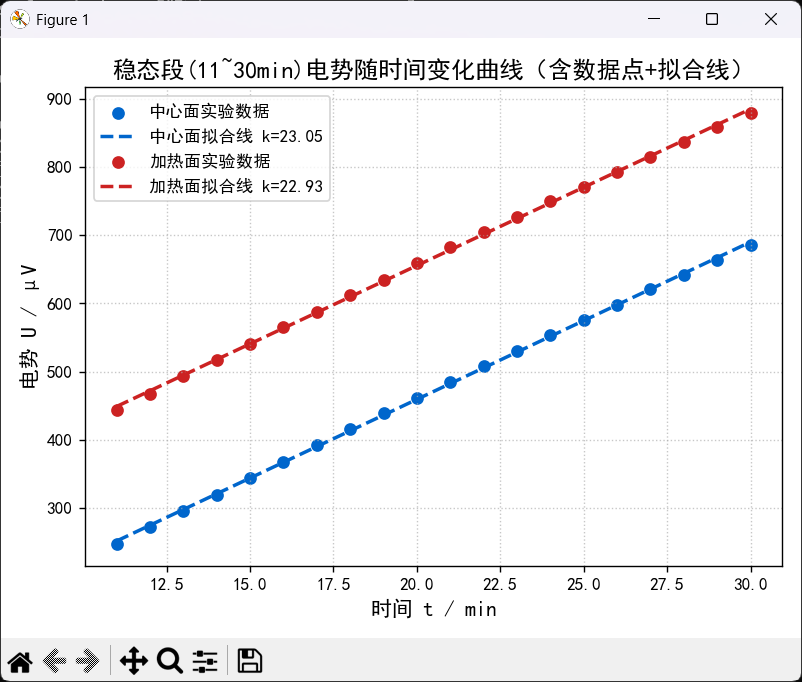 Figure 1
稳态段(11~30min)电势随时间变化曲线（含数据点+拟合线）
中心面实验数据
中心面拟合线 k=23.05
加热面实验数据
加热面拟合线 k=22.93
电势 U / μV
900
800
700
600
500
400
300
12.5 15.0 17.5 20.0 22.5 25.0 27.5 30.0
时间 t / min